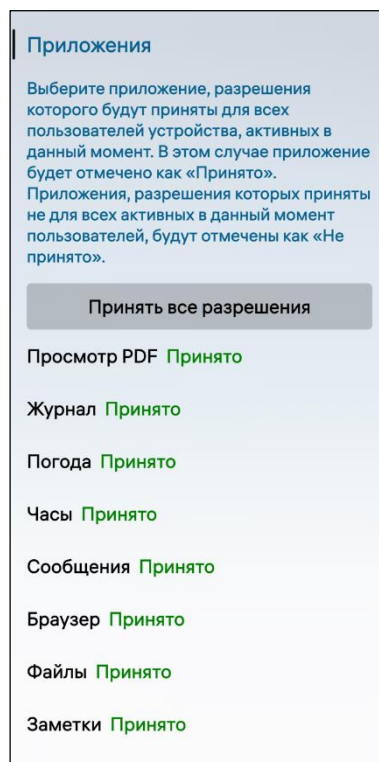 Приложения
Выберите приложение, разрешения
которого будут приняты для всех
пользователей устройства, активных в
данный момент. В этом случае приложение
будет отмечено как «Принято».
Приложения, разрешения которых приняты
не для всех активных в данный момент
пользователей, будут отмечены как «Не
принято».
Принять все разрешения
Просмотр PDF Принято
Журнал Принято
Погода Принято
Часы Принято
Сообщения Принято
Браузер Принято
Файлы Принято
Заметки Принято